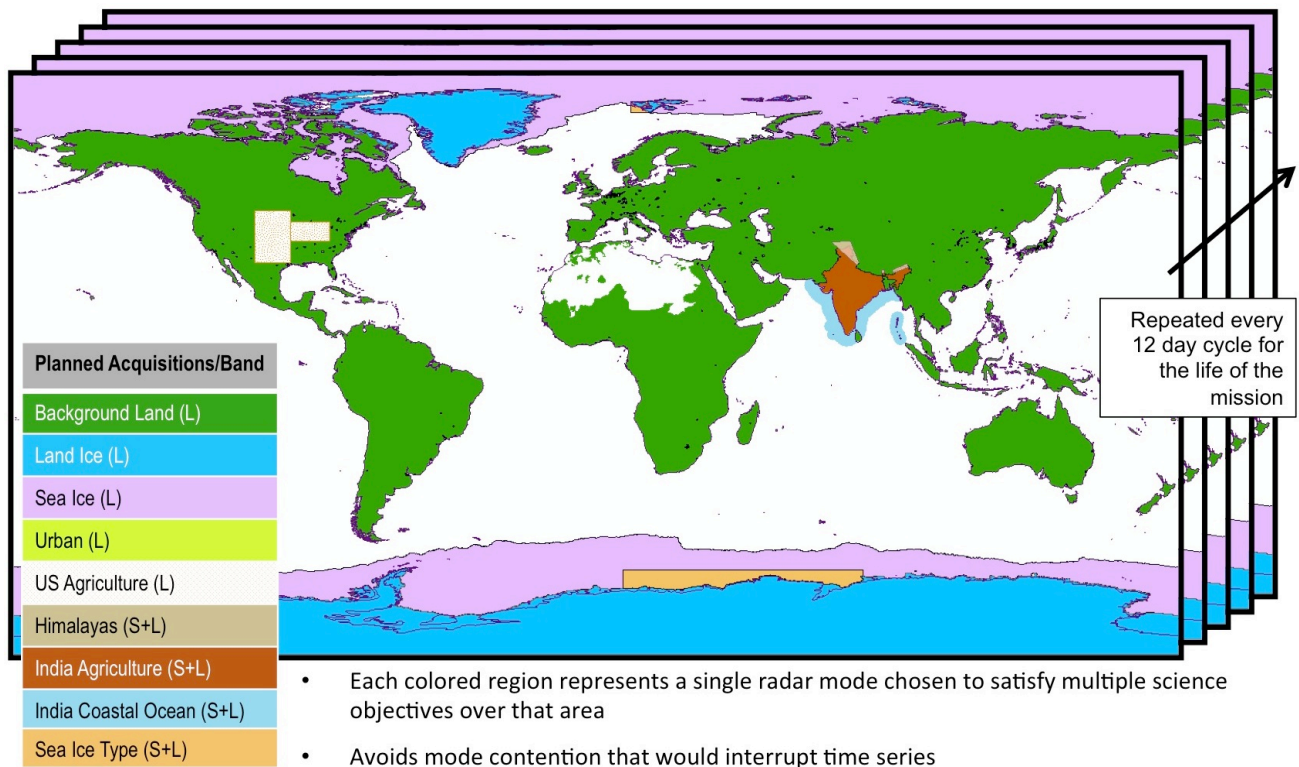 Repeated every
12 day cycle for
the life of the
mission
Planned Acquisitions/Band
Background Land (L)
Land Ice (L)
Sea Ice (L)
Urban (L)
US Agriculture (L)
Himalayas (S+L)
India Agriculture (S+L)
India Coastal Ocean (S+L)
Sea Ice Type (S+L)
• Each colored region represents a single radar mode chosen to satisfy multiple science
objectives over that area
• Avoids mode contention that would interrupt time series